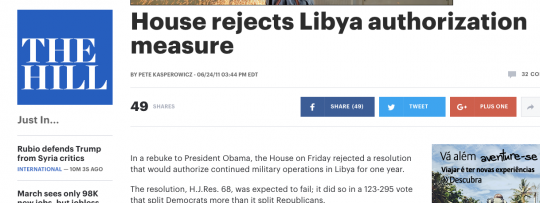 House rejects Libya authorization
measure
THE
HILL
BY PETE KASPEROWICZ - 06/24/11 03:44 PM EDT
32 CO
49 SHARES
SHARE (49)
TWEET
G+ PLUS ONE
Just In...
Rubio defends Trump
from Syria critics
INTERNATIONAL — 10M 35S AGO
March sees only 98K
new jobs, but jobless
In a rebuke to President Obama, the House on Friday rejected a resolution
that would authorize continued military operations in Libya for one year.
The resolution, H.J.Res. 68, was expected to fail; it did so in a 123-295 vote
that split Democrats more than it split Republicans.
Vá além aventure-se
Viajar é ter novas experiências
Descubra